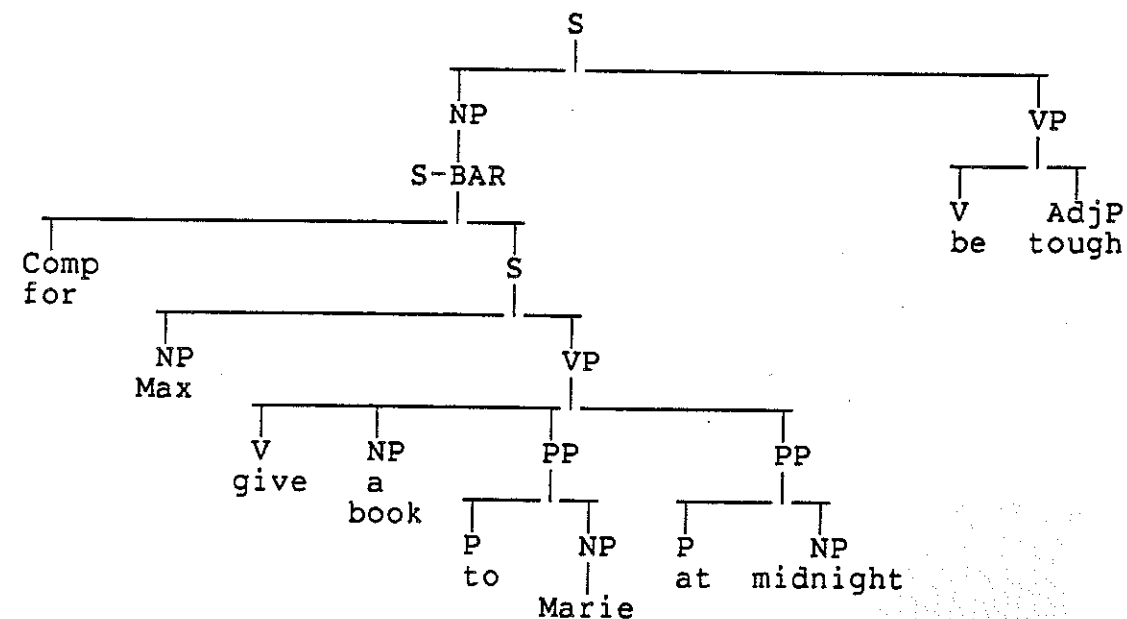 S
NP VP
S-BAR
V AdjP
be tough
Comp S
for
NP VP
Max
V NP PP PP
give a
book
P NP P NP
to at midnight
Marie